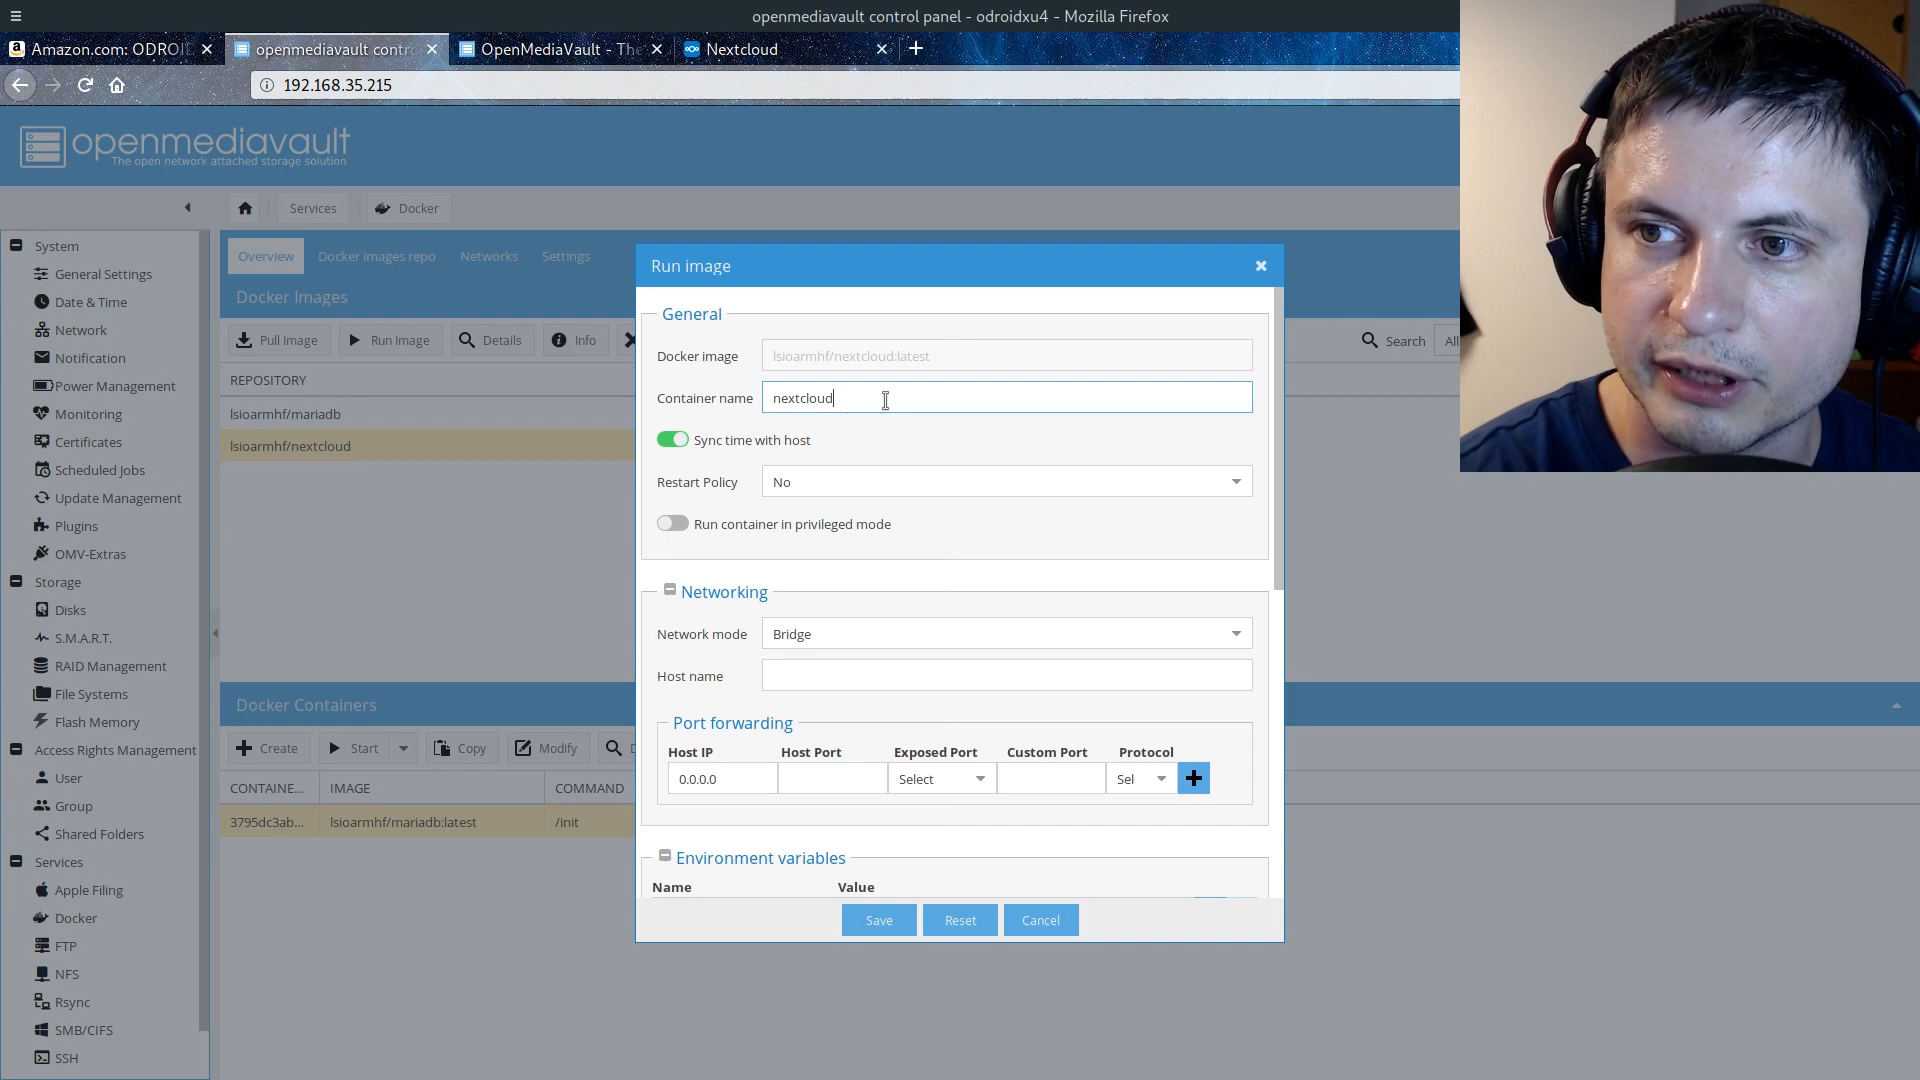 openmediavault control panel - odroidxu4 - Mozilla Firefox
Amazon.com: ODROID
openmediavault contro
OpenMediaVault - The
Nextcloud
192.168.35.215
openmediavault
The open network attached storage solution
Services
Docker
System
General Settings
Date & Time
Network
Notification
Power Management
Monitoring
Certificates
Scheduled Jobs
Update Management
Plugins
OMV-Extras
Storage
Disks
S.M.A.R.T.
RAID Management
File Systems
Flash Memory
Access Rights Management
User
Group
Shared Folders
Services
Apple Filing
Docker
FTP
NFS
Rsync
SMB/CIFS
SSH
Overview
Docker images repo
Networks
Settings
Docker Images
Pull Image
Run Image
Details
Info
Search
All
REPOSITORY
lsioarmhf/mariadb
lsioarmhf/nextcloud
Docker Containers
Create
Start
Copy
Modify
D
CONTAINE...
IMAGE
COMMAND
3795dc3ab...
lsioarmhf/mariadb:latest
/init
Run image
General
Docker image
lsioarmhf/nextcloud:latest
Container name
nextcloud
Sync time with host
Restart Policy
No
Run container in privileged mode
Networking
Network mode
Bridge
Host name
Port forwarding
Host IP
Host Port
Exposed Port
Custom Port
Protocol
0.0.0.0
Select
Sel
Environment variables
Name
Value
Save
Reset
Cancel